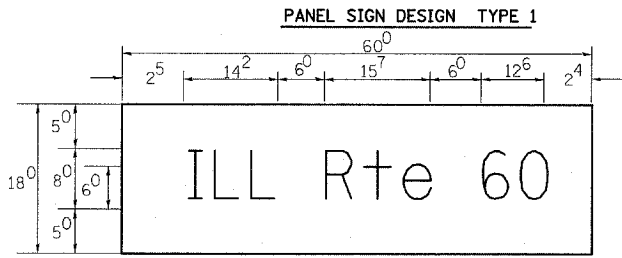 PANEL SIGN DESIGN TYPE 1
60⁰
2⁵ 14² 6⁰ 15⁷ 6⁰ 12⁶ 2⁴
5⁰
18⁰ 8⁰ 6⁰ ILL Rte 60
5⁰